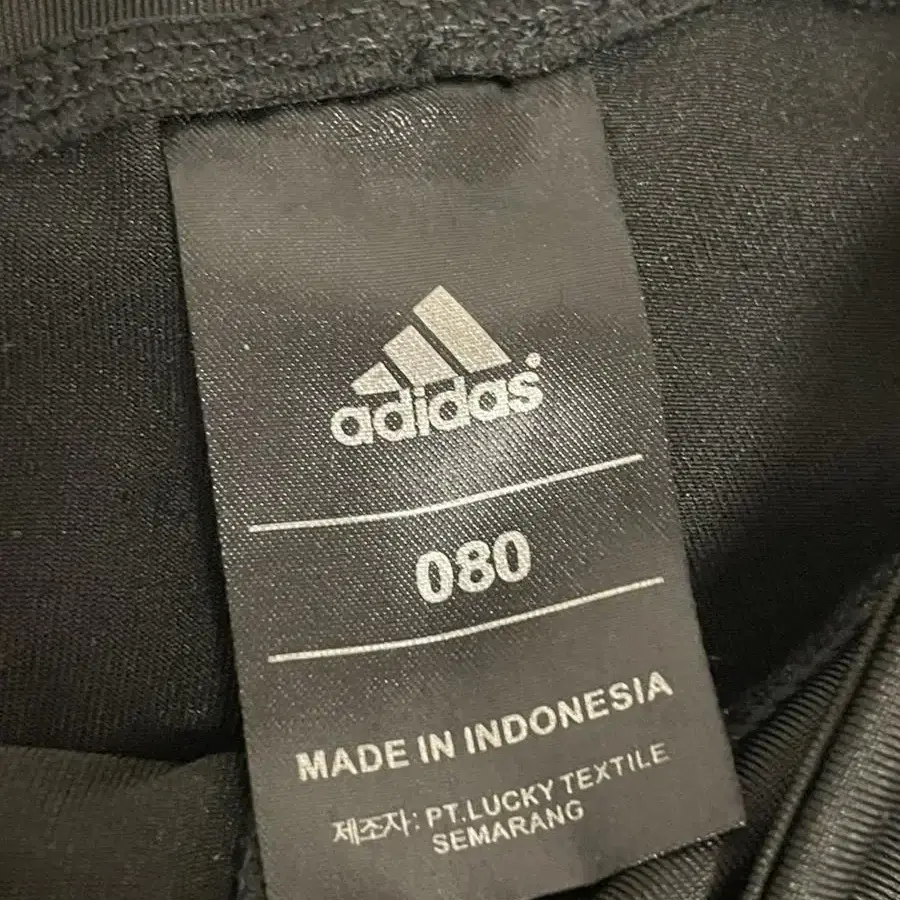 adidas
080
MADE IN INDONESIA
제조자: PT.LUCKY TEXTILE
SEMARANG